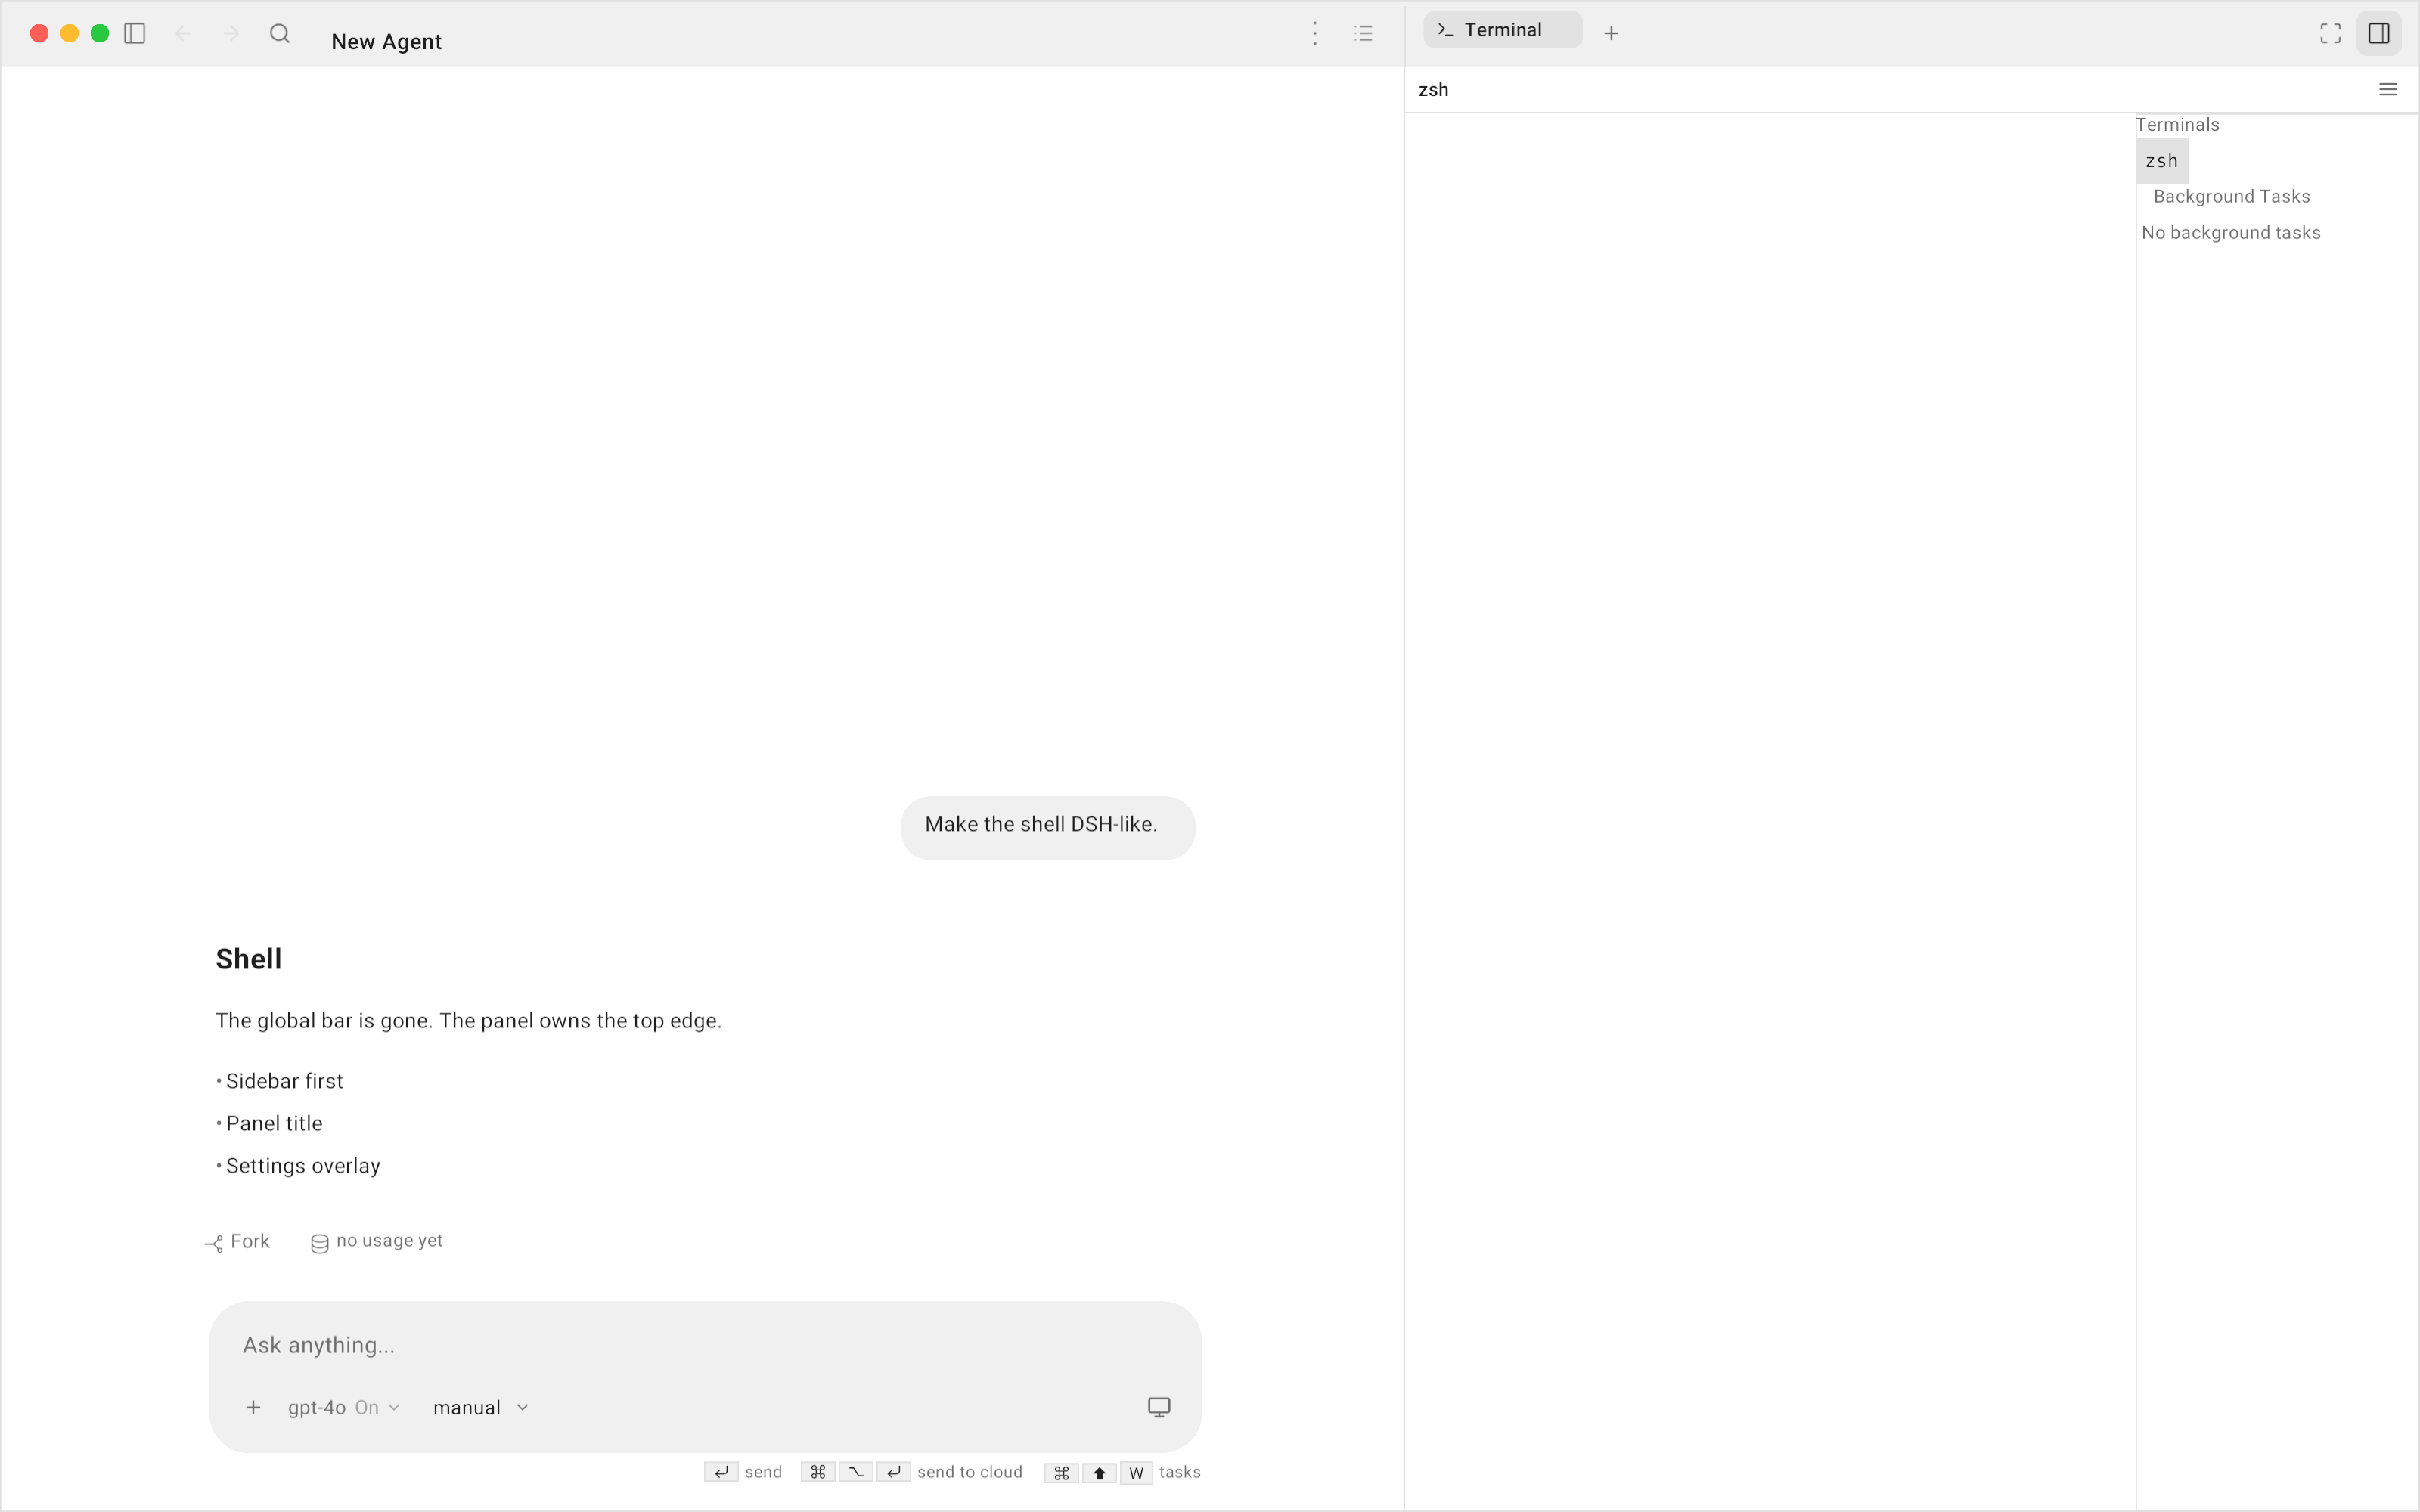 New Agent
Terminal
zsh
Terminals
zsh
Background Tasks
No background tasks
Make the shell DSH-like.
Shell
The global bar is gone. The panel owns the top edge.
• Sidebar first
• Panel title
• Settings overlay
Fork no usage yet
Ask anything...
gpt-4o On manual
send ⌘ ⌥ send to cloud ⌘ W tasks